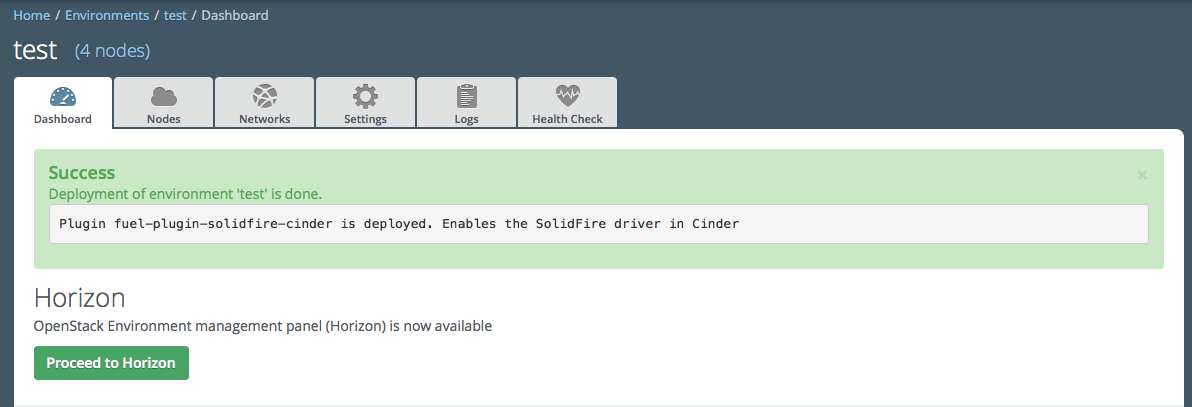 Home / Environments / test / Dashboard
test (4 nodes)
Dashboard Nodes Networks Settings Logs Health Check
Success ×
Deployment of environment 'test' is done.
Plugin fuel-plugin-solidfire-cinder is deployed. Enables the SolidFire driver in Cinder
Horizon
OpenStack Environment management panel (Horizon) is now available
Proceed to Horizon